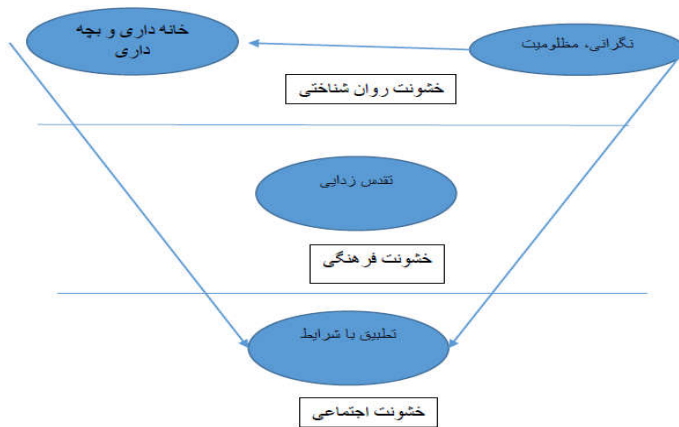 نگرانی، مظلومیت
خانه داری و بچه
داری
خشونت روان شناختی
تقدس زدایی
خشونت فرهنگی
تطبیق با شرایط
خشونت اجتماعی